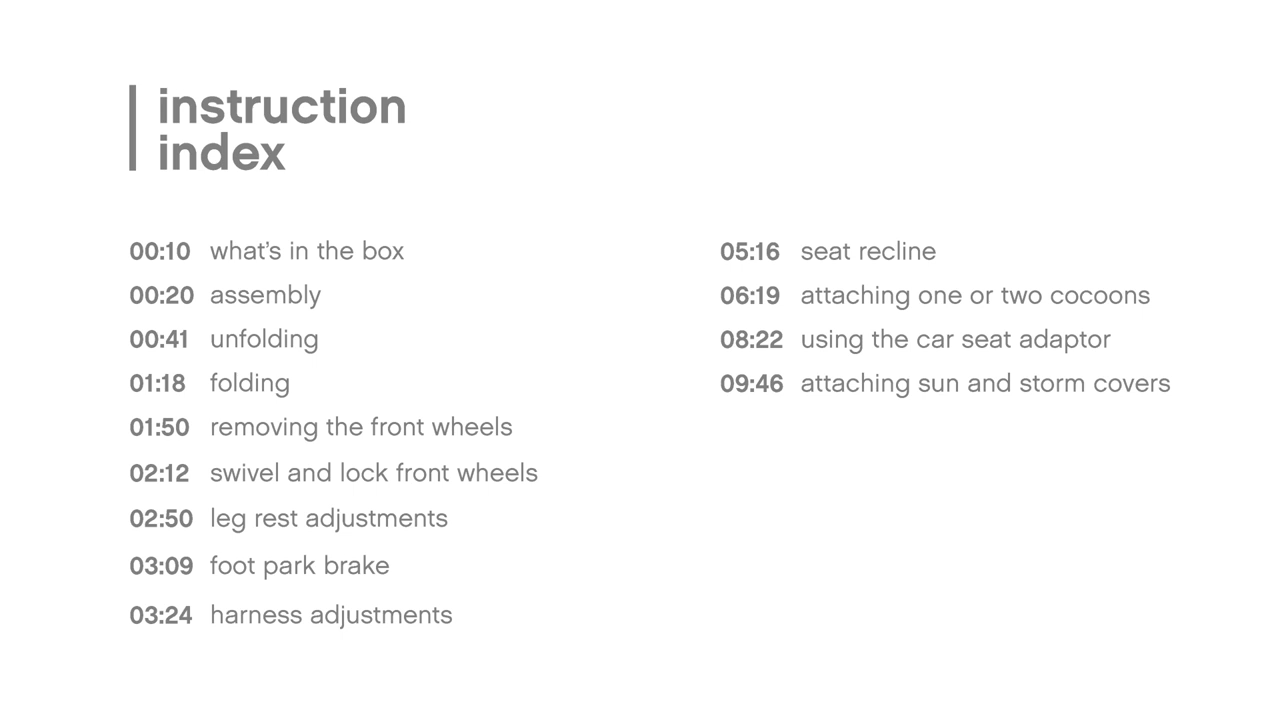 instruction
index
00:10 what's in the box
00:20 assembly
00:41 unfolding
01:18 folding
01:50 removing the front wheels
02:12 swivel and lock front wheels
02:50 leg rest adjustments
03:09 foot park brake
03:24 harness adjustments
05:16 seat recline
06:19 attaching one or two cocoons
08:22 using the car seat adaptor
09:46 attaching sun and storm covers